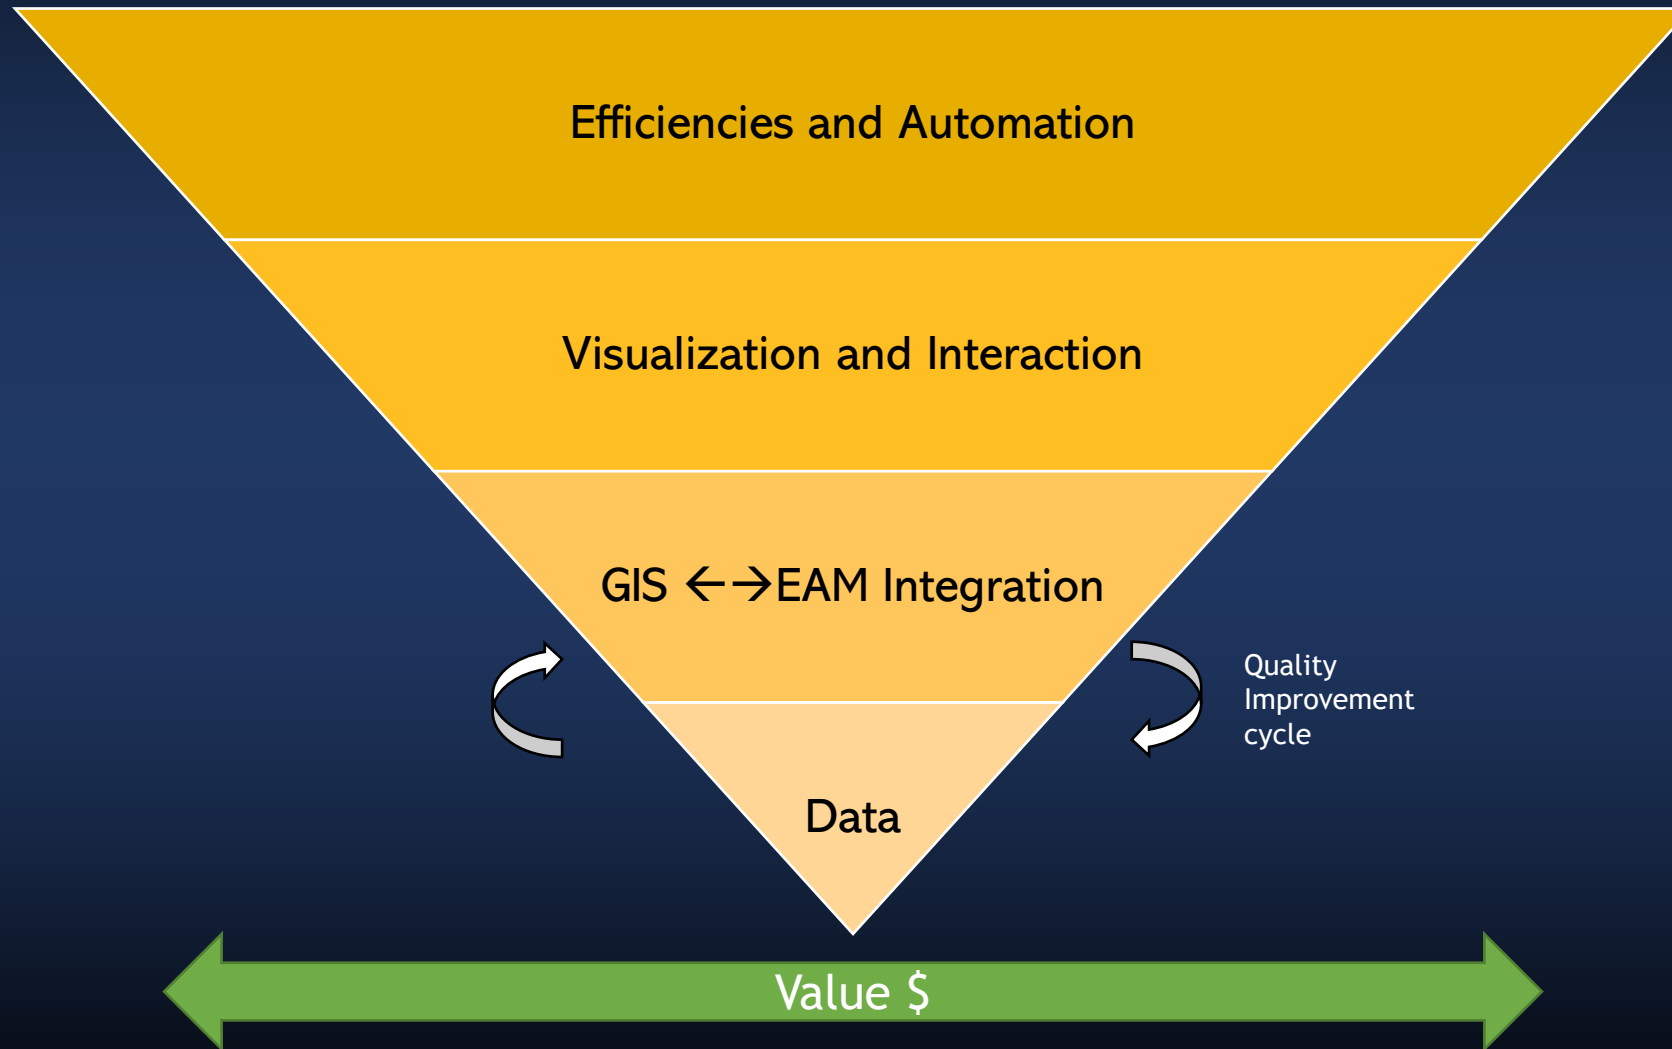 Efficiencies and Automation
Visualization and Interaction
GIS ←→EAM Integration
Quality
Improvement
cycle
Data
Value $